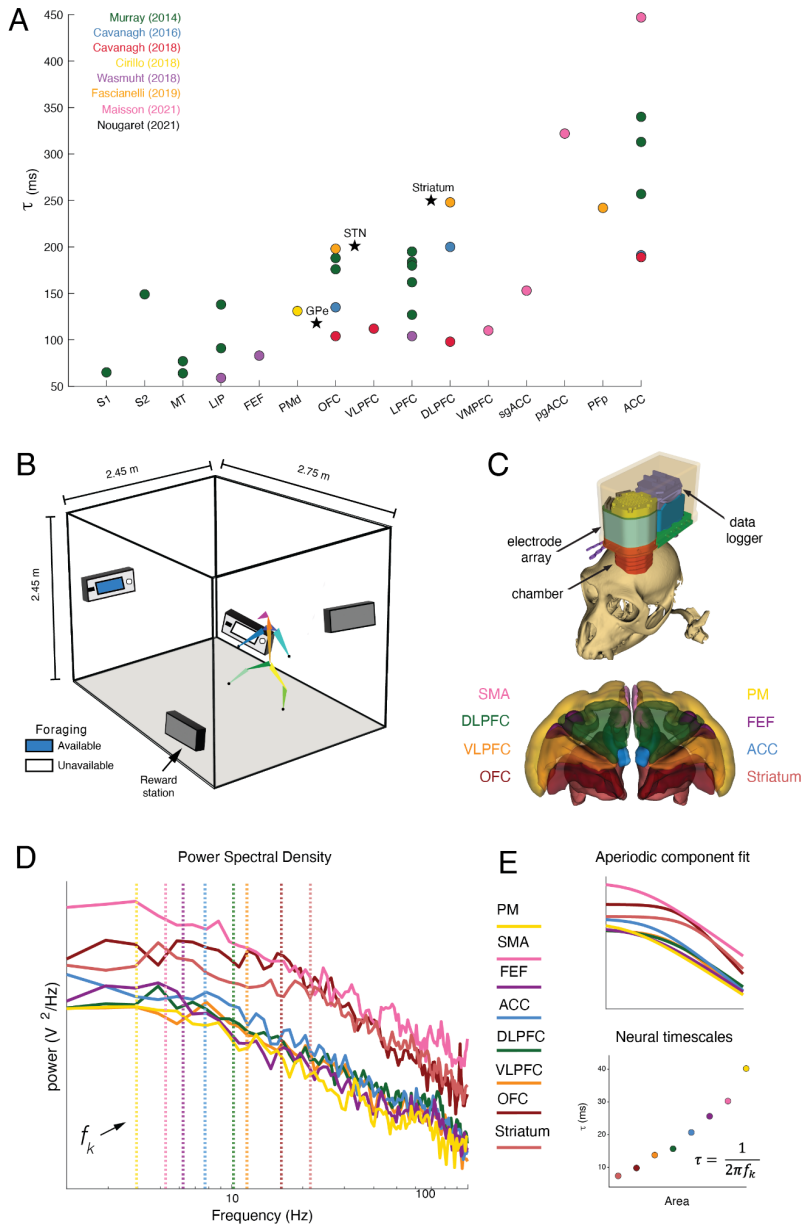 A
450
400
350
300
250
200
150
100
50
τ (ms)
Murray (2014)
Cavanagh (2016)
Cavanagh (2018)
Cirillo (2018)
Wasmuht (2018)
Fascianelli (2019)
Maisson (2021)
Nougaret (2021)
Striatum
STN
GPe
S1
S2
MT
LIP
FEF
PMd
OFC
VLPFC
LPFC
DLPFC
VMPFC
sgACC
pgACC
PFp
ACC
B
2.45 m
2.75 m
2.45 m
Foraging
Available
Unavailable
Reward
station
C
electrode
array
data
logger
chamber
SMA
DLPFC
VLPFC
OFC
PM
FEF
ACC
Striatum
D
Power Spectral Density
power (V²/Hz)
fk
10
100
Frequency (Hz)
E
PM
SMA
FEF
ACC
DLPFC
VLPFC
OFC
Striatum
Aperiodic component fit
Neural timescales
40
30
20
10
τ (ms)
τ = 1 / 2πfk
Area